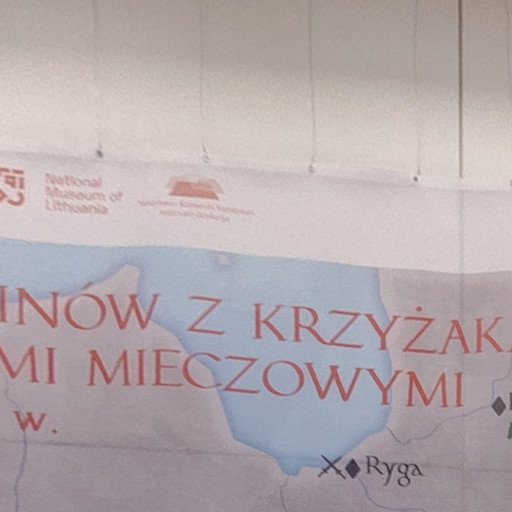 National
Museum of
Lithuania
INÓW Z KRZYŻAK
MI MIECZOWYMI
W.
Ryga